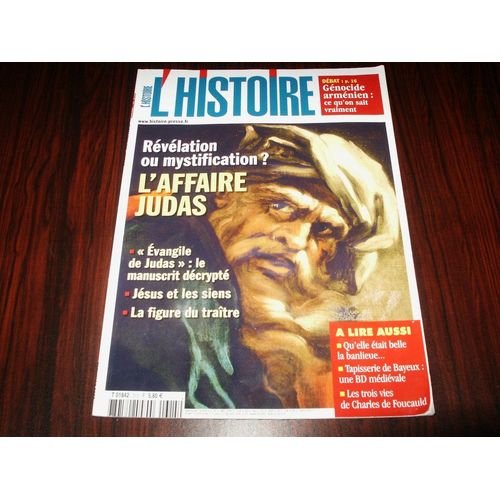 L'HISTOIRE
L'HISTOIRE
www.histoire.presse.fr
DÉBAT : p. 16
Génocide
arménien :
ce qu'on sait
vraiment
Révélation
ou mystification ?
L'AFFAIRE
JUDAS
▪ « Évangile
de Judas » : le
manuscrit décrypté
▪ Jésus et les siens
▪ La figure du traître
A LIRE AUSSI
▪ Qu'elle était belle
la banlieue...
▪ Tapisserie de Bayeux :
une BD médiévale
▪ Les trois vies
de Charles de Foucauld